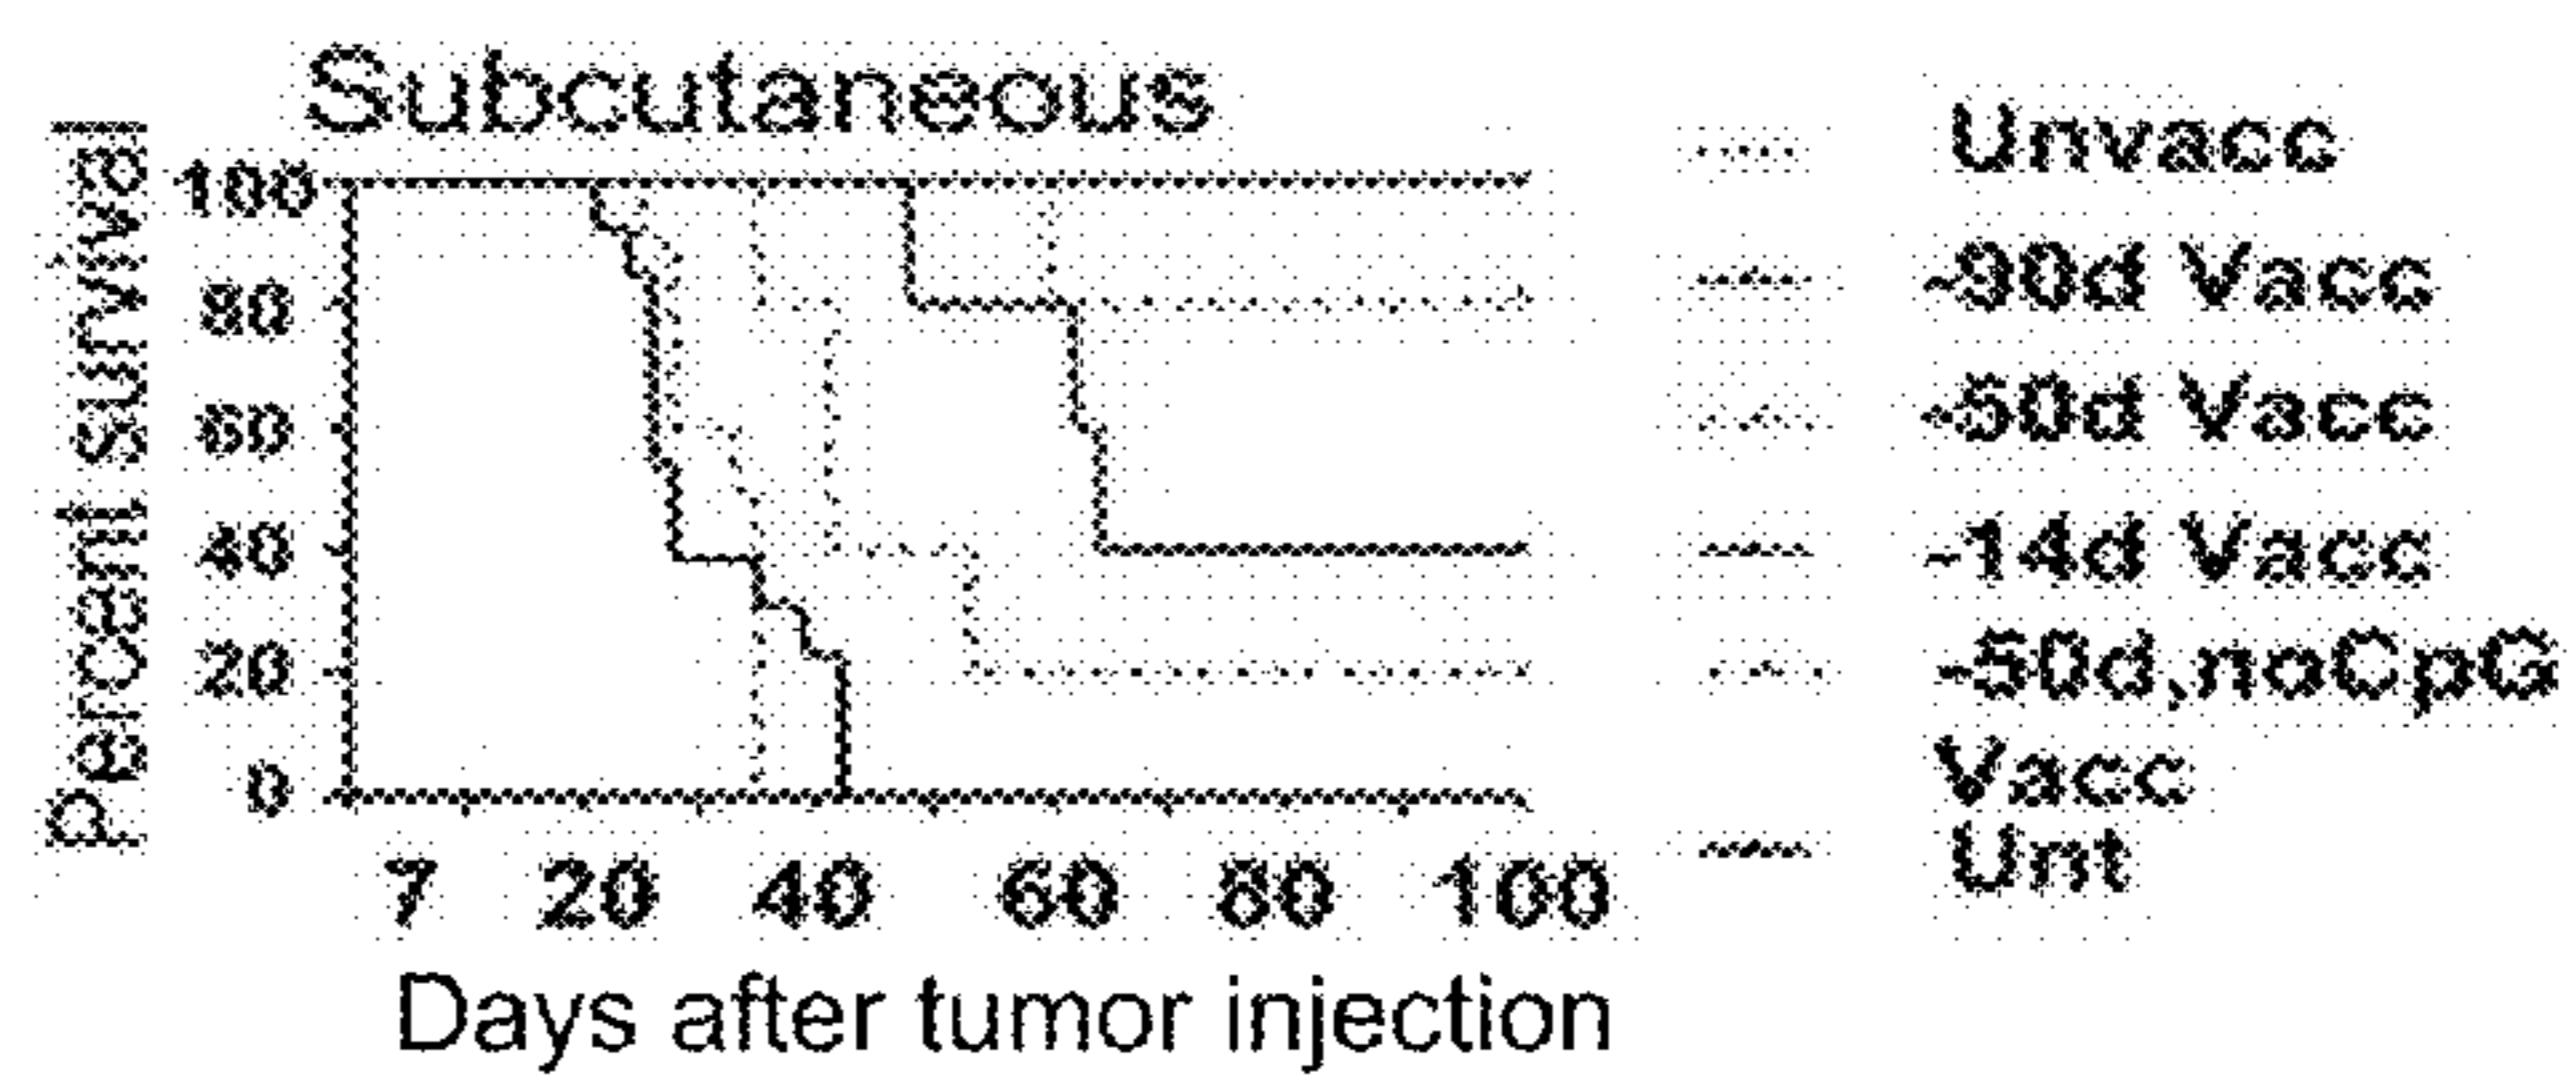 Subcutaneous
Percent survival
100
80
60
40
20
0
7 20 40 60 80 100
Days after tumor injection
Unvacc
-90d Vacc
-50d Vacc
-14d Vacc
-50d,noCpG
Vacc
Unt